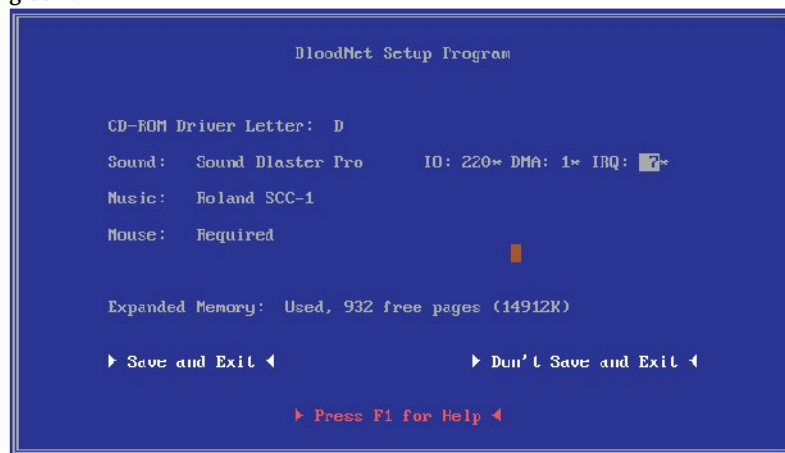 BloodNet Setup Program
CD-ROM Driver Letter: D
Sound: Sound Blaster Pro IO: 220* DMA: 1* IRQ: 7*
Music: Roland SCC-1
Mouse: Required
Expanded Memory: Used, 932 free pages (14912K)
► Save and Exit ◄ ► Don't Save and Exit ◄
► Press F1 for Help ◄